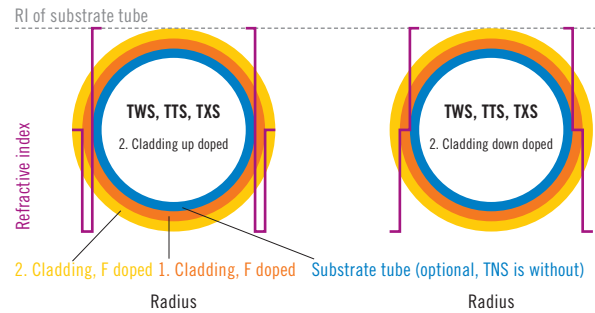 RI of substrate tube
TWS, TTS, TXS
2. Cladding up doped
TWS, TTS, TXS
2. Cladding down doped
Refractive index
2. Cladding, F doped 1. Cladding, F doped Substrate tube (optional, TNS is without)
Radius
Radius